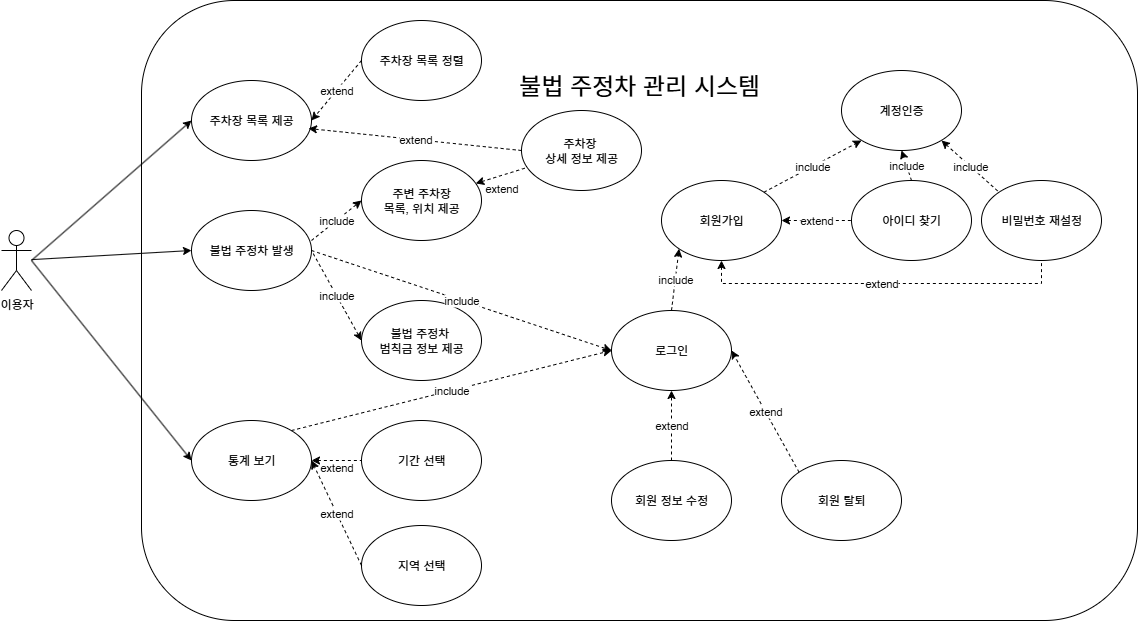 불법 주정차 관리 시스템
이용자
주차장 목록 제공
주차장 목록 정렬
extend
extend
주차장
상세 정보 제공
extend
주변 주차장
목록, 위치 제공
include
불법 주정차 발생
include
include
불법 주정차
범칙금 정보 제공
include
통계 보기
extend
기간 선택
extend
지역 선택
계정인증
include
include
include
회원가입
extend
아이디 찾기
비밀번호 재설정
extend
include
로그인
extend
extend
회원 정보 수정
회원 탈퇴